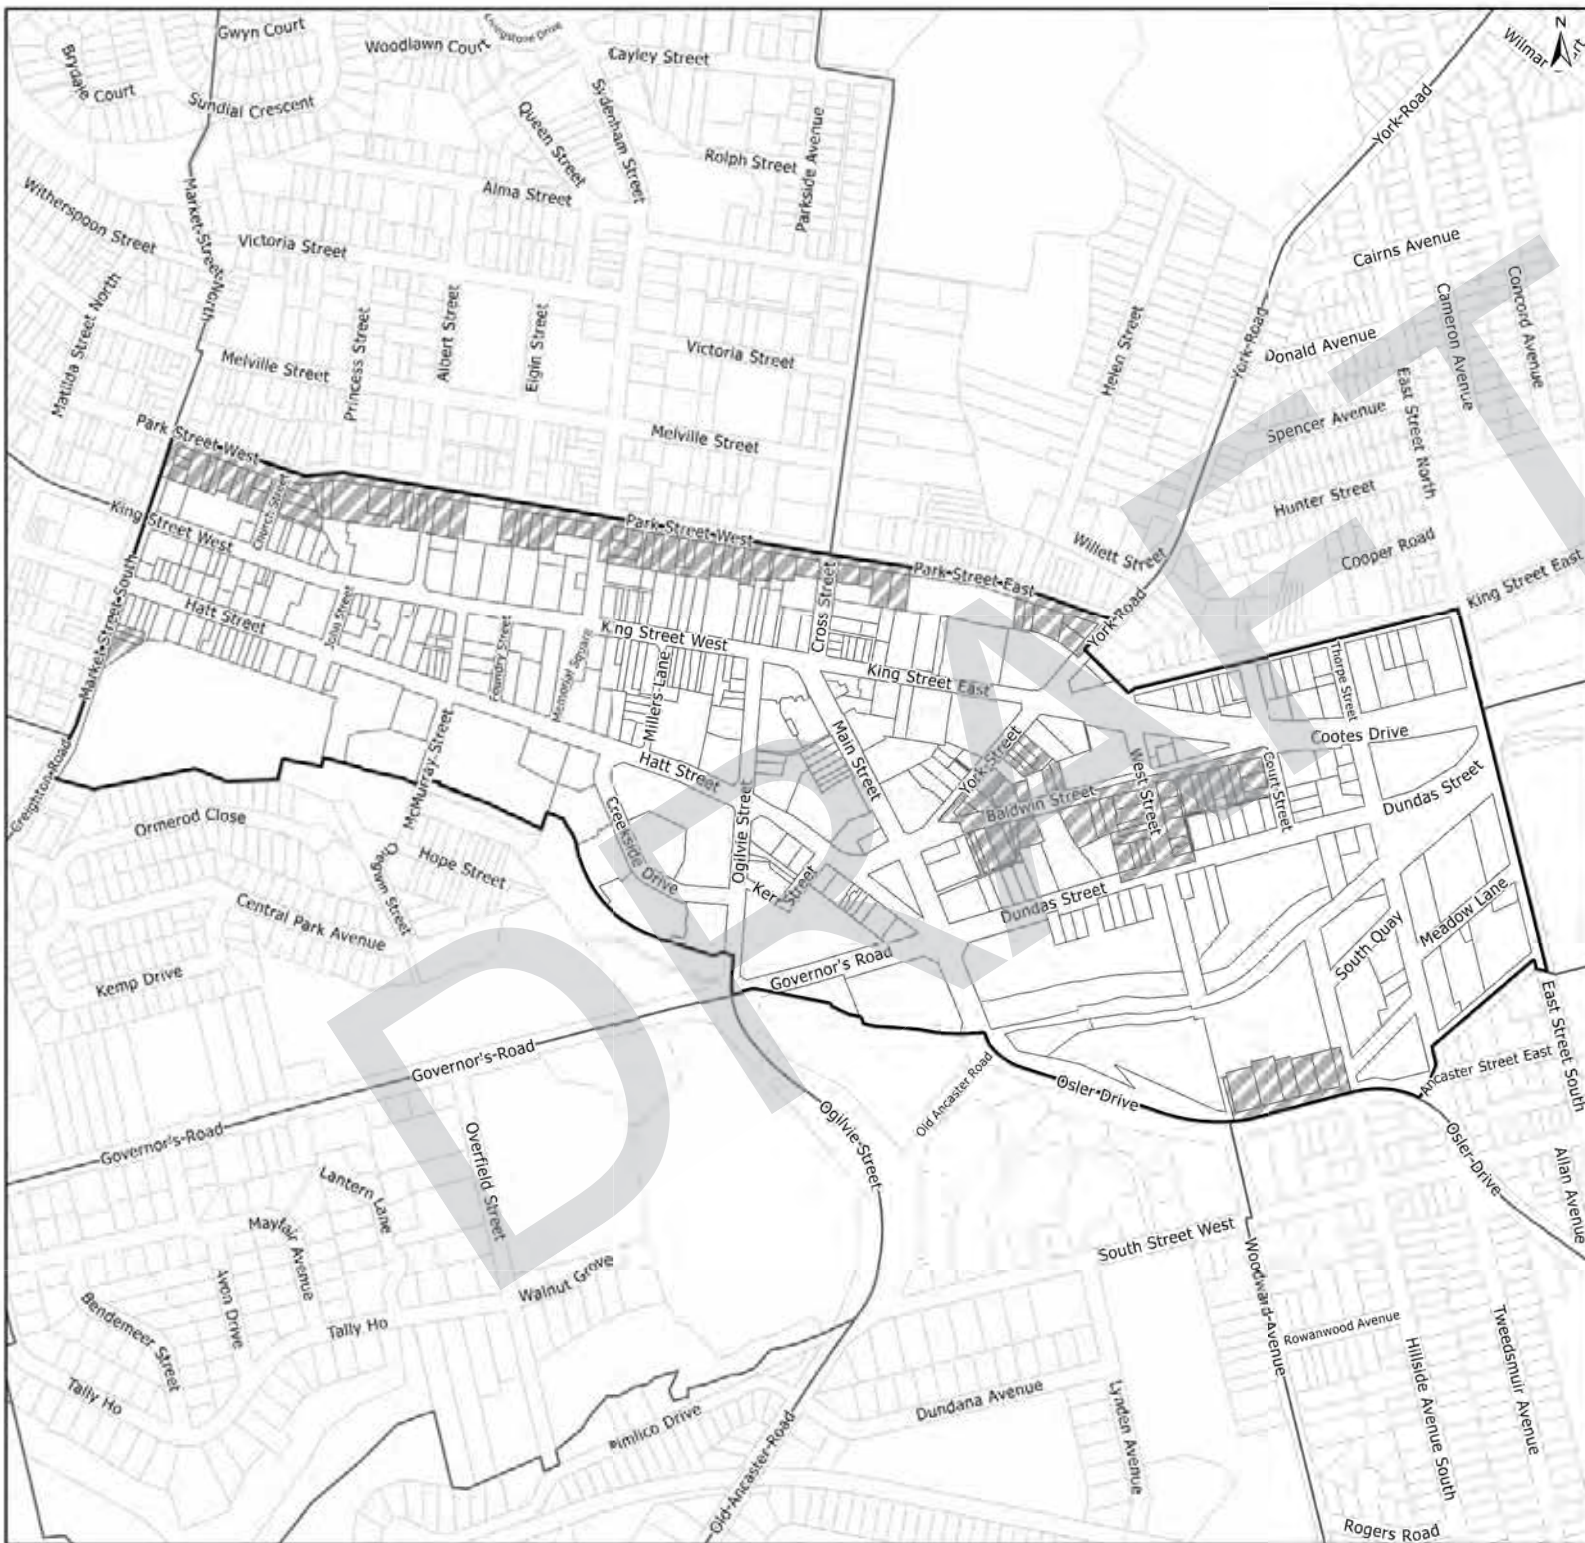 Gwyn Court
Woodlawn Court
Livingstone Drive
Cayley Street
N
Wilmar
Brydale Court
Sundial Crescent
Queen Street
Sydenham Street
Rolph Street
Parkside Avenue
York Road
Witherspoon Street
Market Street North
Alma Street
Victoria Street
Cairns Avenue
Matilda Street North
Princess Street
Albert Street
Elgin Street
Victoria Street
Helen Street
York Road
Donald Avenue
Cameron Avenue
Concord Avenue
Melville Street
Melville Street
Spencer Avenue
East Street North
Park Street West
Hunter Street
King Street West
Church Street
Park Street West
Willett Street
Cooper Road
Park Street East
King Street East
Market Street South
Hatt Street
John Street
Foundry Street
Memorial Square
King Street West
Millers Lane
Cross Street
King Street East
York Road
Thorpe Street
Cootes Drive
McMurray Street
Hatt Street
Main Street
York Street
West Street
Court Street
Dundas Street
Baldwin Street
Creighton Road
Ormerod Close
Hope Street
Creekside Drive
Ogilvie Street
Kerr Street
Dundas Street
South Quay
Meadow Lane
Central Park Avenue
Cregwin Street
Kemp Drive
Governor's Road
Governor's Road
Governor's Road
Old Ancaster Road
Osler Drive
Ancaster Street East
East Street South
Ogilvie Street
Overfield Street
Osler Drive
Allan Avenue
Lantern Lane
Mayfair Avenue
Avon Drive
South Street West
Woodward Avenue
Bendemeer Street
Walnut Grove
Tally Ho
Tally Ho
Rowanwood Avenue
Hillside Avenue South
Tweedsmuir Avenue
Pimlico Drive
Dundana Avenue
Lynden Avenue
Old Ancaster Road
Rogers Road
DRAFT